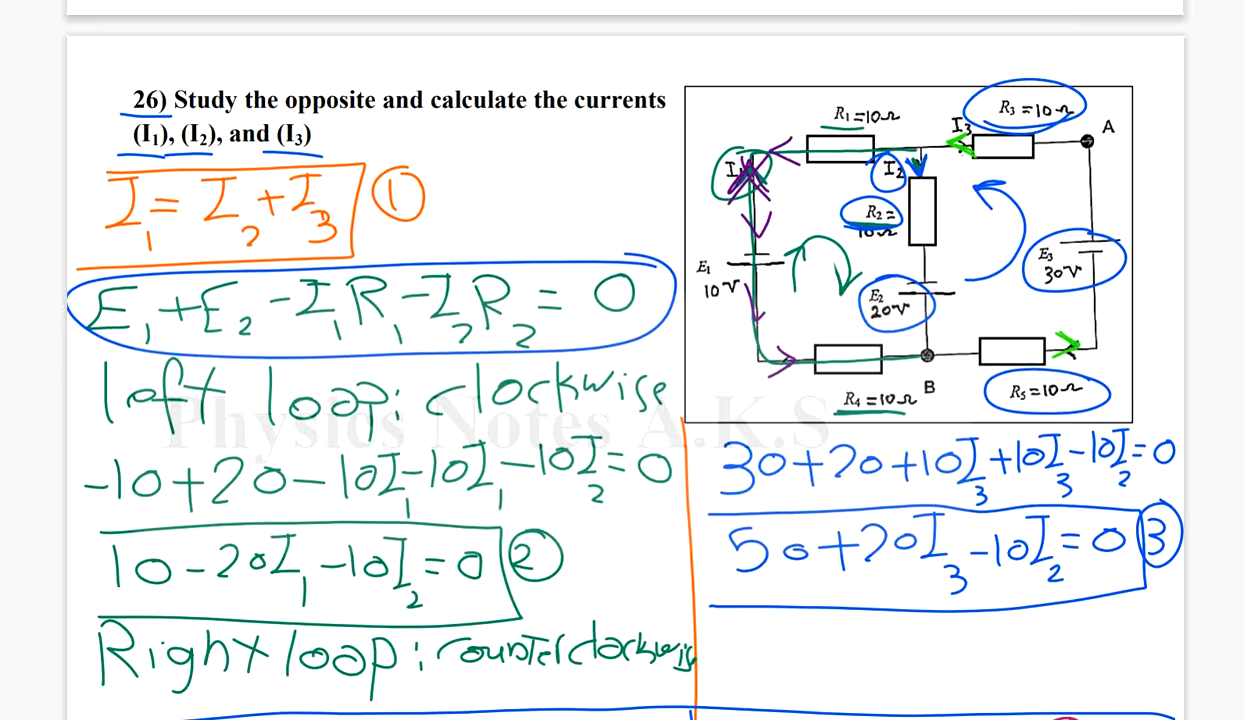 26) Study the opposite and calculate the currents
(I₁), (I₂), and (I₃)
I₁ = I₂ + I₃ ①
E₁ + E₂ - I₁R₁ - I₂R₂ = 0
left loop: clockwise
-10+20-10I₁-10I₁-10I₂=0
10-20I₁-10I₂=0 ②
Right loop: counterclockwise
R₁ =10Ω
R₃ =10Ω
I₃
A
I₂
R₂ =
10Ω
E₁
10V
E₂
20V
E₃
30V
R₄ =10Ω
B
R₅ =10Ω
30+20+10I₃+10I₃-10I₂=0
50+20I₃-10I₂=0 ③
Physics Notes A.K.S